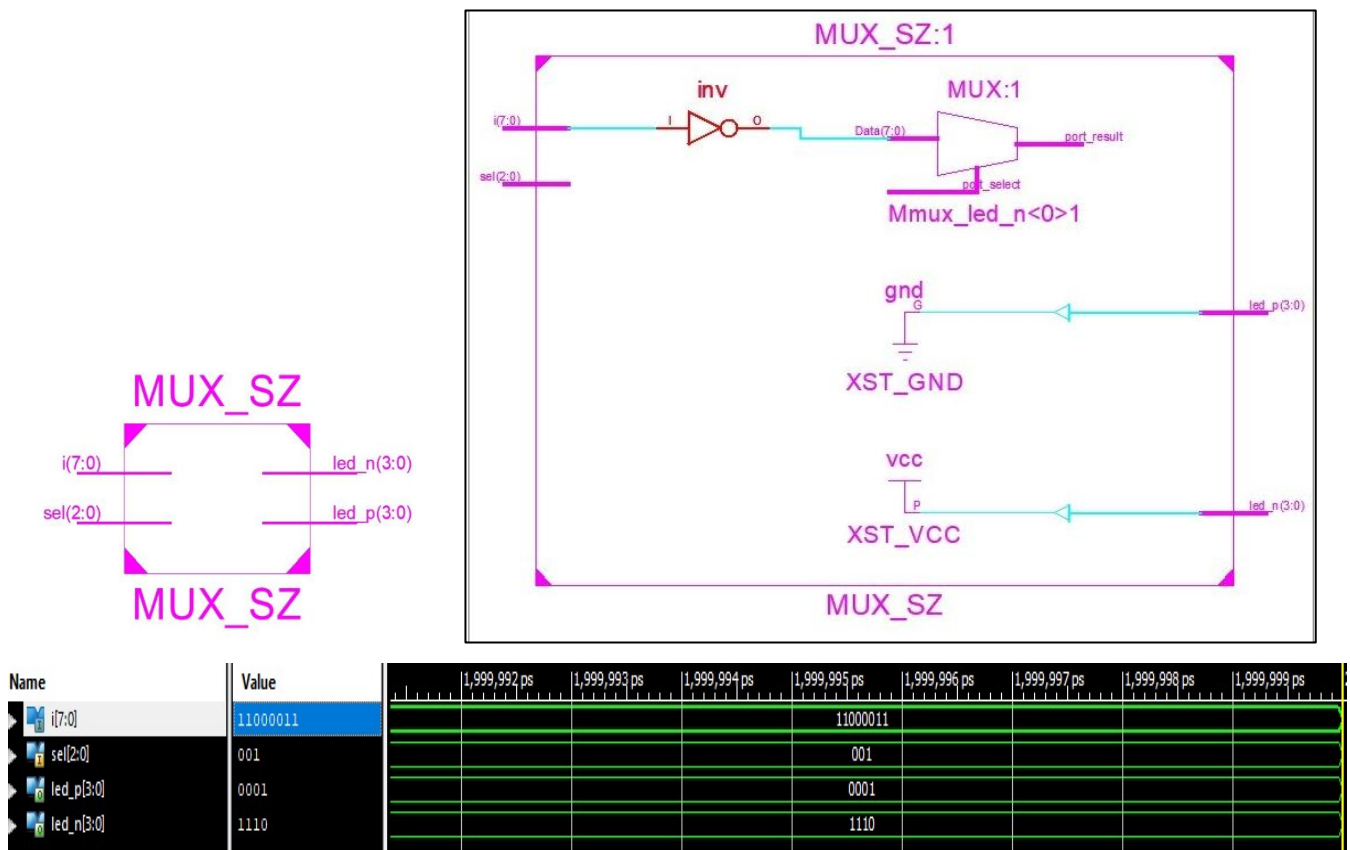 MUX_SZ:1
inv
MUX:1
i(7:0)
I
O
Data(7:0)
port_result
sel(2:0)
port_select
Mmux_led_n<0>1
gnd
G
led_p(3:0)
XST_GND
vcc
P
led_n(3:0)
XST_VCC
MUX_SZ
MUX_SZ
i(7:0)
led_n(3:0)
sel(2:0)
led_p(3:0)
MUX_SZ
Name Value 1,999,992 ps 1,999,993 ps 1,999,994 ps 1,999,995 ps 1,999,996 ps 1,999,997 ps 1,999,998 ps 1,999,999 ps
i[7:0] 11000011 11000011
sel[2:0] 001 001
led_p[3:0] 0001 0001
led_n[3:0] 1110 1110